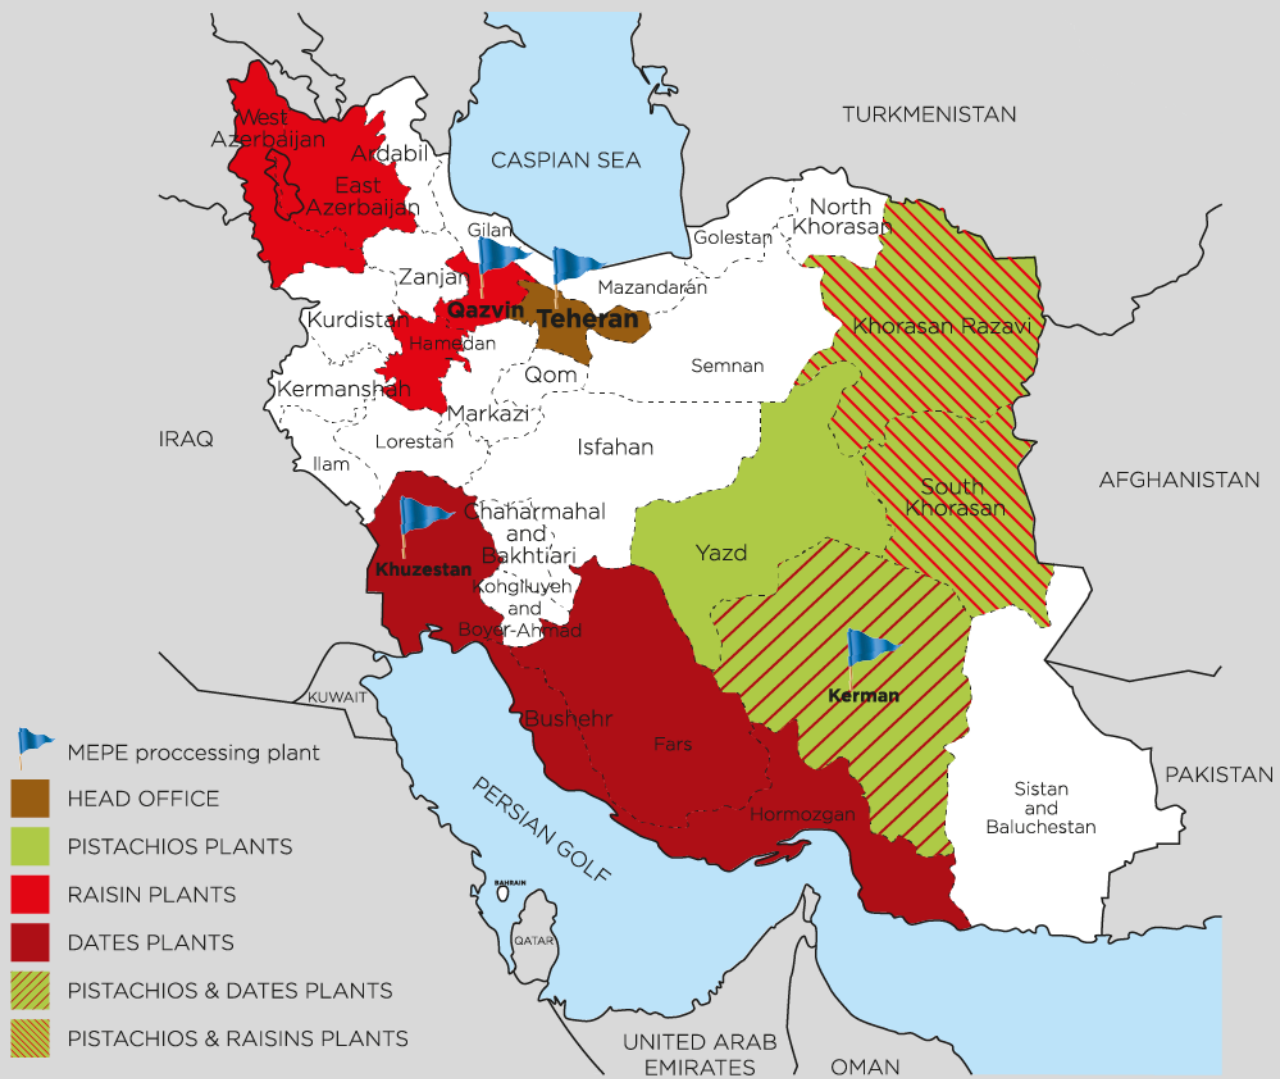 TURKMENISTAN
West
Azerbaijan
Ardabil
CASPIAN SEA
East
Azerbaijan
North
Khorasan
Gilan
Golestan
Zanjan
Mazandaran
Qazvin
Teheran
Kurdistan
Khorasan Razavi
Hamedan
Semnan
Qom
Kermanshah
Markazi
IRAQ
Lorestan
Isfahan
Ilam
AFGHANISTAN
South
Khorasan
Chaharmahal
and
Bakhtiari
Yazd
Khuzestan
Kohgiluyeh
and
Boyer-Ahmad
KUWAIT
Kerman
Bushehr
Fars
PAKISTAN
Sistan
and
Baluchestan
Hormozgan
PERSIAN GOLF
BAHRAIN
QATAR
UNITED ARAB
EMIRATES
OMAN
MEPE proccessing plant
HEAD OFFICE
PISTACHIOS PLANTS
RAISIN PLANTS
DATES PLANTS
PISTACHIOS & DATES PLANTS
PISTACHIOS & RAISINS PLANTS